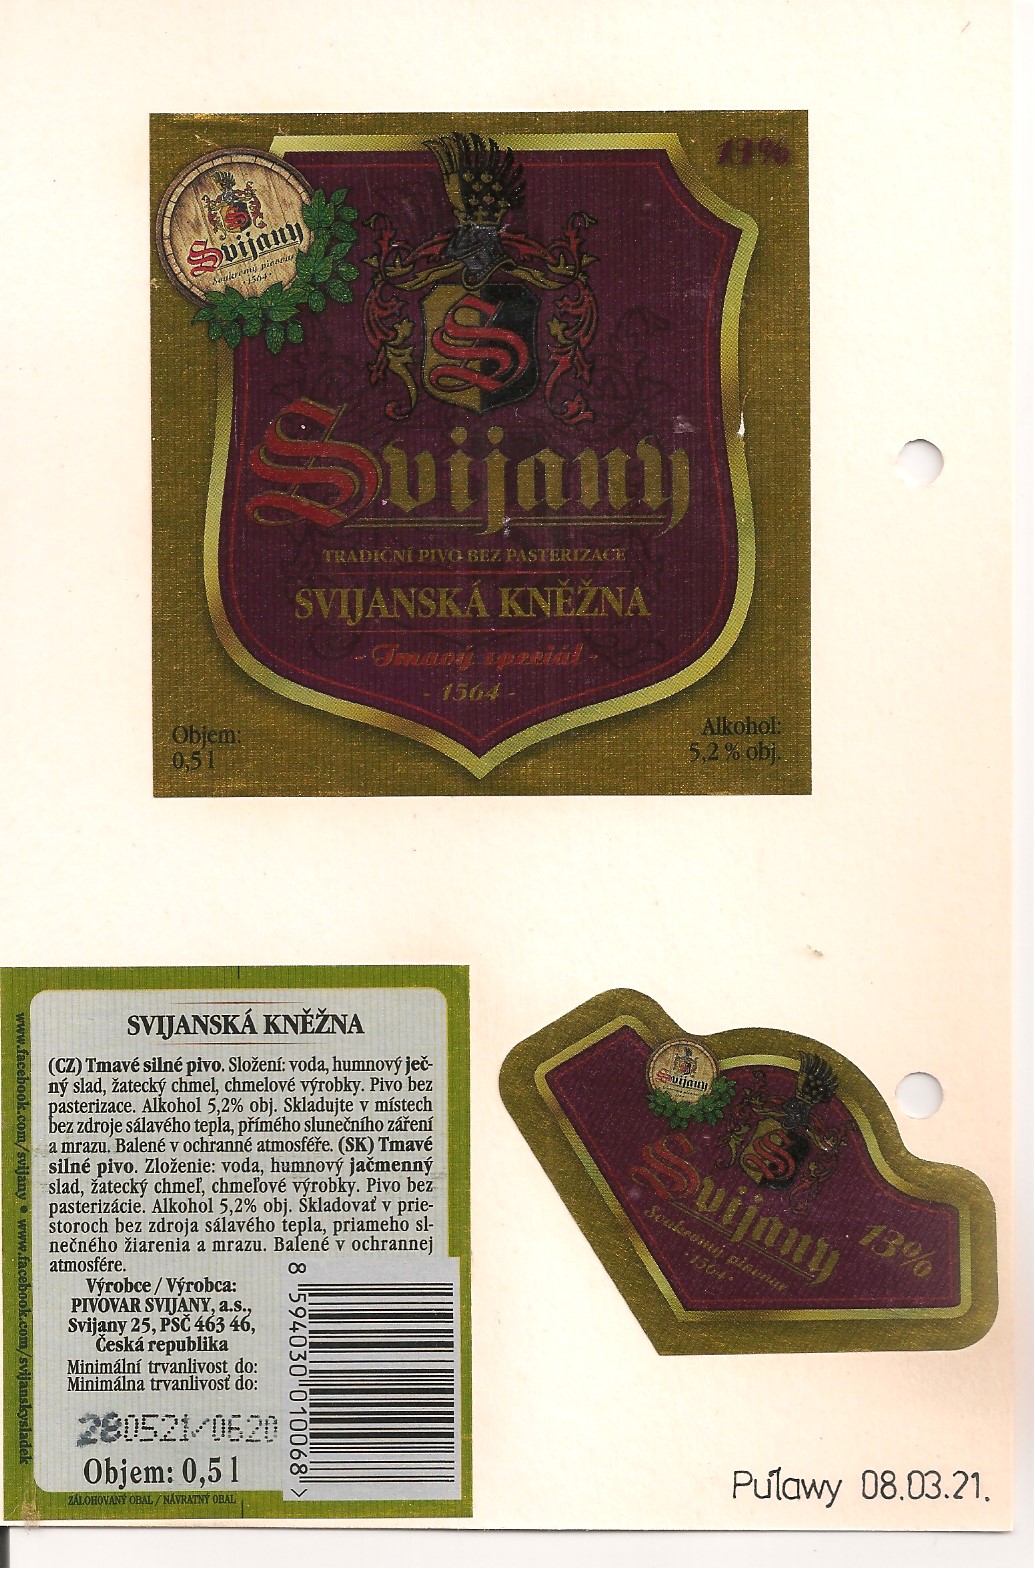 13%
Svijany
Soukromý pivovar
·1564·
S
Svijany
TRADIČNÍ PIVO BEZ PASTERIZACE
SVIJANSKÁ KNĚŽNA
- Tmavý speciál -
- 1564 -
Objem:
0,5 l
Alkohol:
5,2 % obj.
www.facebook.com/svijany • www.facebook.com/svijanskysladek
SVIJANSKÁ KNĚŽNA
(CZ) Tmavé silné pivo. Složení: voda, humnový ječ-
ný slad, žatecký chmel, chmelové výrobky. Pivo bez
pasterizace. Alkohol 5,2% obj. Skladujte v místech
bez zdroje sálavého tepla, přímého slunečního záření
a mrazu. Balené v ochranné atmosféře. (SK) Tmavé
silné pivo. Zloženie: voda, humnový jačmenný
slad, žatecký chmeľ, chmeľové výrobky. Pivo bez
pasterizácie. Alkohol 5,2% obj. Skladovať v prie-
storoch bez zdroja sálavého tepla, priameho sl-
nečného žiarenia a mrazu. Balené v ochrannej
atmosfére.
Výrobce / Výrobca:
PIVOVAR SVIJANY, a.s.,
Svijany 25, PSČ 463 46,
Česká republika
Minimální trvanlivost do:
Minimálna trvanlivosť do:
280521/0620
Objem: 0,5 l
ZÁLOHOVANÝ OBAL / NÁVRATNÝ OBAL
8 594030 010068 >
Svijany
S
Svijany
Soukromý pivovar
·1564·
13%
Puławy 08.03.21.